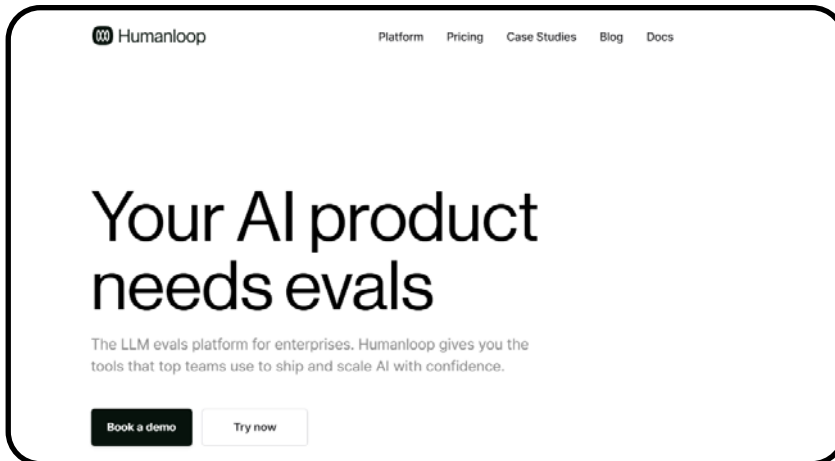 Humanloop
Platform Pricing Case Studies Blog Docs
Your AI product
needs evals
The LLM evals platform for enterprises. Humanloop gives you the
tools that top teams use to ship and scale AI with confidence.
Book a demo Try now